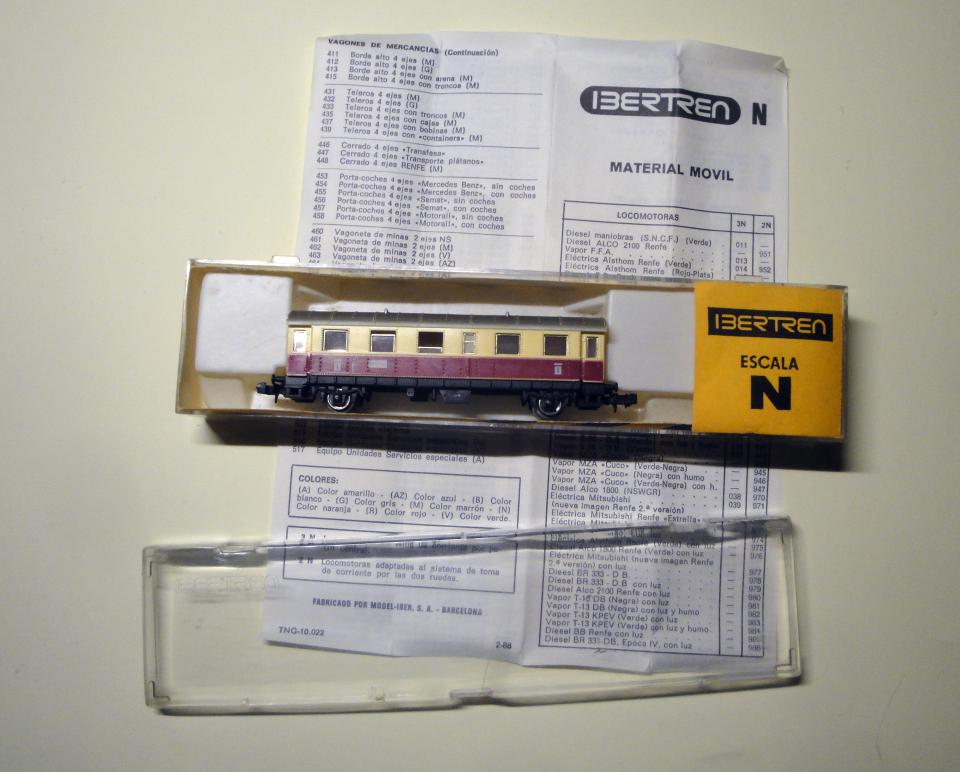 VAGONES DE MERCANCIAS (Continuación)
411 Borde alto 4 ejes (M)
412 Borde alto 4 ejes (G)
413 Borde alto 4 ejes con arena (M)
415 Borde alto 4 ejes con troncos (M)
431 Teleros 4 ejes (M)
432 Teleros 4 ejes (G)
433 Teleros 4 ejes con troncos (M)
435 Teleros 4 ejes con cajas (M)
437 Teleros 4 ejes con bobinas (M)
439 Teleros 4 ejes con «containers» (M)
446 Cerrado 4 ejes «Transfesa»
447 Cerrado 4 ejes «Transporte plátanos»
448 Cerrado 4 ejes RENFE (M)
453 Porta-coches 4 ejes «Mercedes Benz», sin coches
454 Porta-coches 4 ejes «Mercedes Benz», con coches
455 Porta-coches 4 ejes «Semat», sin coches
456 Porta-coches 4 ejes «Semat», con coches
457 Porta-coches 4 ejes «Motorail», sin coches
458 Porta-coches 4 ejes «Motorail», con coches
460 Vagoneta de minas 2 ejes NS
461 Vagoneta de minas 2 ejes (M)
462 Vagoneta de minas 2 ejes (V)
463 Vagoneta de minas 2 ejes (AZ)
IBERTREN N
MATERIAL MOVIL
LOCOMOTORAS 3N 2N
Diesel maniobras (S.N.C.F.) (Verde) 011 —
Diesel ALCO 2100 Renfe — 951
Vapor F.F.A. 013 —
Eléctrica Alsthom Renfe (Verde) 014 952
Eléctrica Alsthom Renfe (Rojo-Plata)
IBERTREN
ESCALA
N
517 Equipo Unidades Servicios especiales (A)
COLORES:
(A) Color amarillo - (AZ) Color azul - (B) Color
blanco - (G) Color gris - (M) Color marrón - (N)
Color naranja - (R) Color rojo - (V) Color verde.
2 N Locomotoras adaptadas al sistema de toma
de corriente por las dos ruedas.
FABRICADO POR MODEL-IBER, S. A. - BARCELONA
TNG-10.022
2-88
Vapor MZA «Cuco» (Verde-Negra) — 945
Vapor MZA «Cuco» (Negra) con humo — 946
Vapor MZA «Cuco» (Verde-Negra) con h. — 947
Diesel Alco 1800 (NSWGR)
Eléctrica Mitsubishi 038 970
(nueva imagen Renfe 2.ª versión) 039 971
Eléctrica Mitsubishi Renfe «Estrella»
Alco 1800 Renfe (Verde) con luz — 975
Eléctrica Mitsubishi (nueva imagen Renfe — 976
2.ª versión) con luz
Diesel BR 333 - D.B. — 977
Diesel BR 333 - D.B. con luz — 978
Diesel Alco 2100 Renfe con luz — 979
Vapor T-13 DB (Negra) con luz — 980
Vapor T-13 DB (Negra) con luz y humo — 981
Vapor T-13 KPEV (Verde) con luz — 982
Vapor T-13 KPEV (Verde) con luz y humo — 983
Diesel BB Renfe con luz — 984
Diesel BR 333 DB. Epoca IV. con luz — 986
IBERTREN